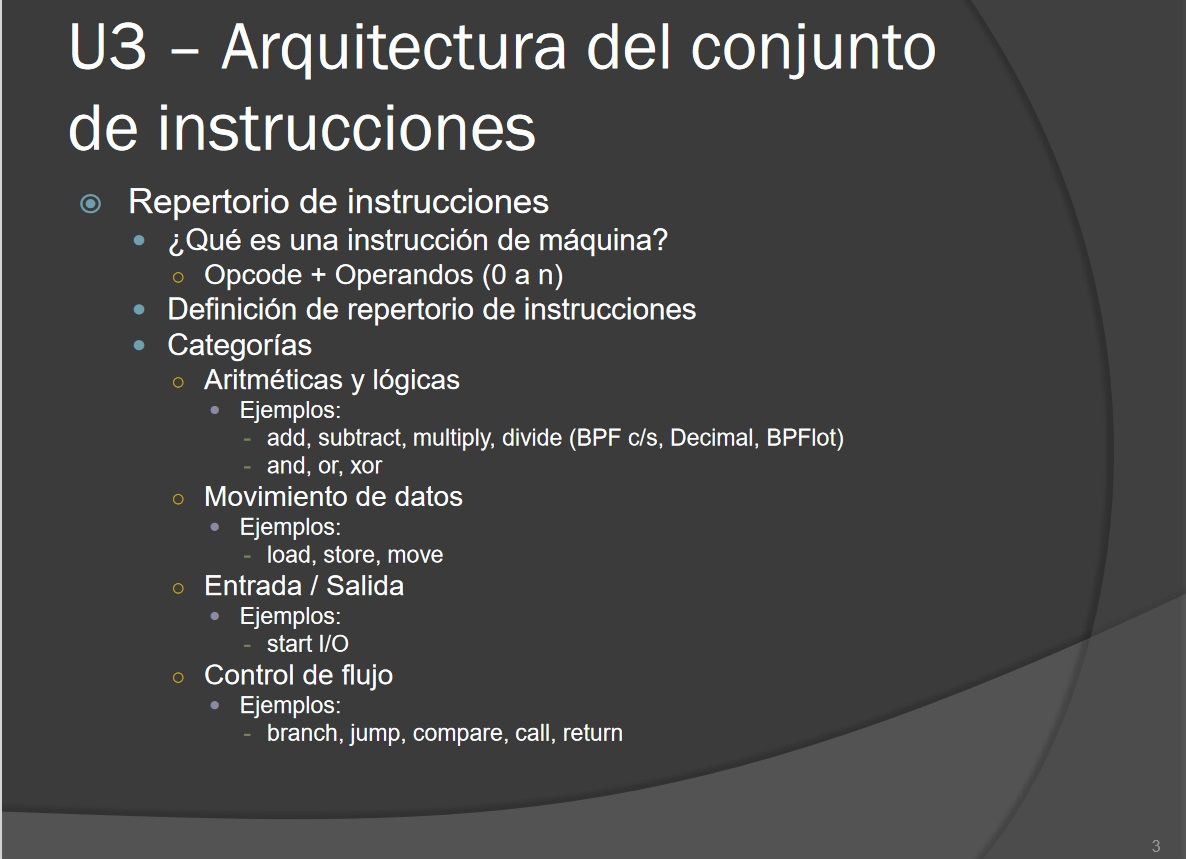 U3 – Arquitectura del conjunto
de instrucciones
Repertorio de instrucciones
¿Qué es una instrucción de máquina?
Opcode + Operandos (0 a n)
Definición de repertorio de instrucciones
Categorías
Aritméticas y lógicas
Ejemplos:
- add, subtract, multiply, divide (BPF c/s, Decimal, BPFlot)
- and, or, xor
Movimiento de datos
Ejemplos:
- load, store, move
Entrada / Salida
Ejemplos:
- start I/O
Control de flujo
Ejemplos:
- branch, jump, compare, call, return
3